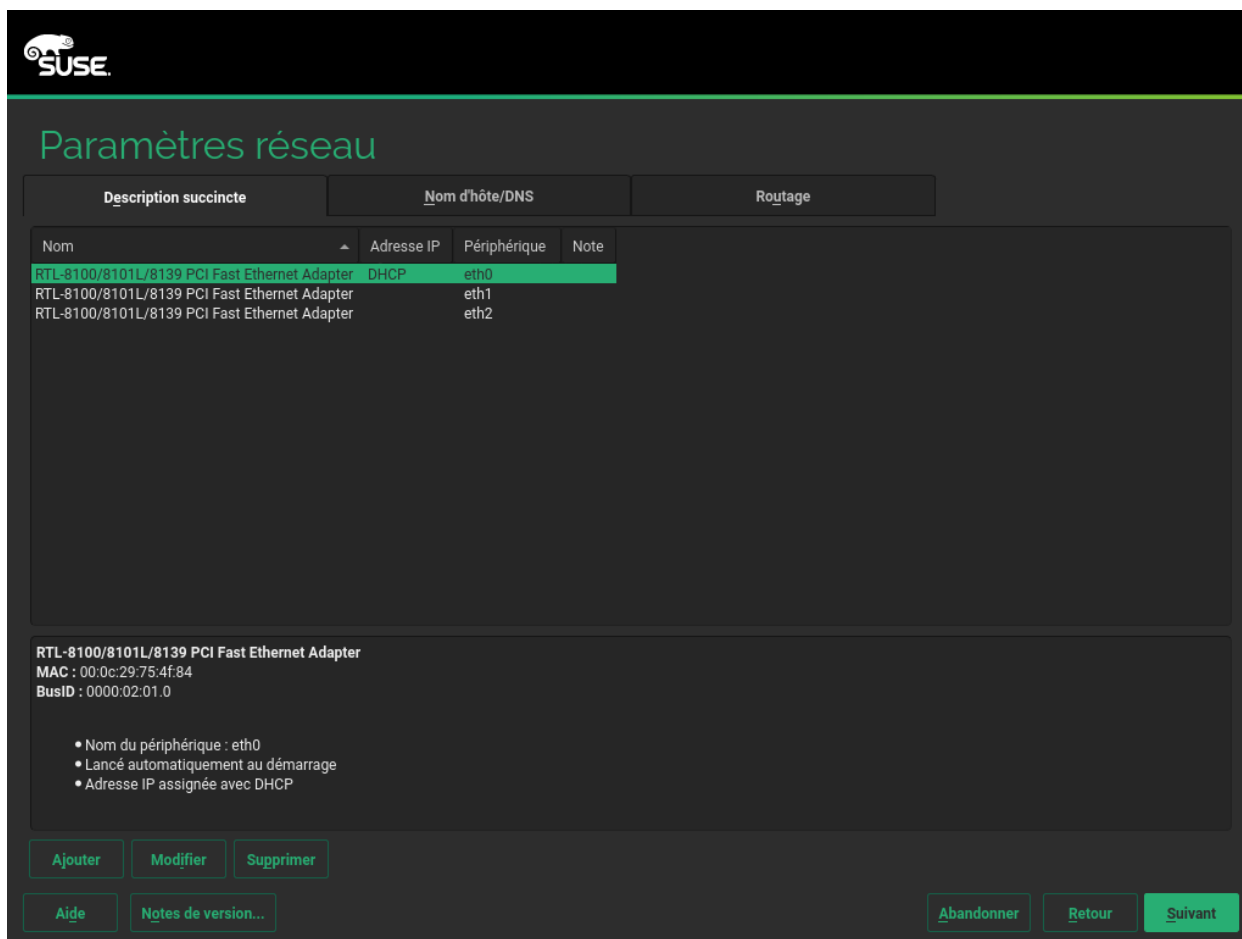 SUSE.
Paramètres réseau
Description succincte Nom d'hôte/DNS Routage
Nom Adresse IP Périphérique Note
RTL-8100/8101L/8139 PCI Fast Ethernet Adapter DHCP eth0
RTL-8100/8101L/8139 PCI Fast Ethernet Adapter eth1
RTL-8100/8101L/8139 PCI Fast Ethernet Adapter eth2
RTL-8100/8101L/8139 PCI Fast Ethernet Adapter
MAC : 00:0c:29:75:4f:84
BusID : 0000:02:01.0
• Nom du périphérique : eth0
• Lancé automatiquement au démarrage
• Adresse IP assignée avec DHCP
Ajouter Modifier Supprimer
Aide Notes de version... Abandonner Retour Suivant